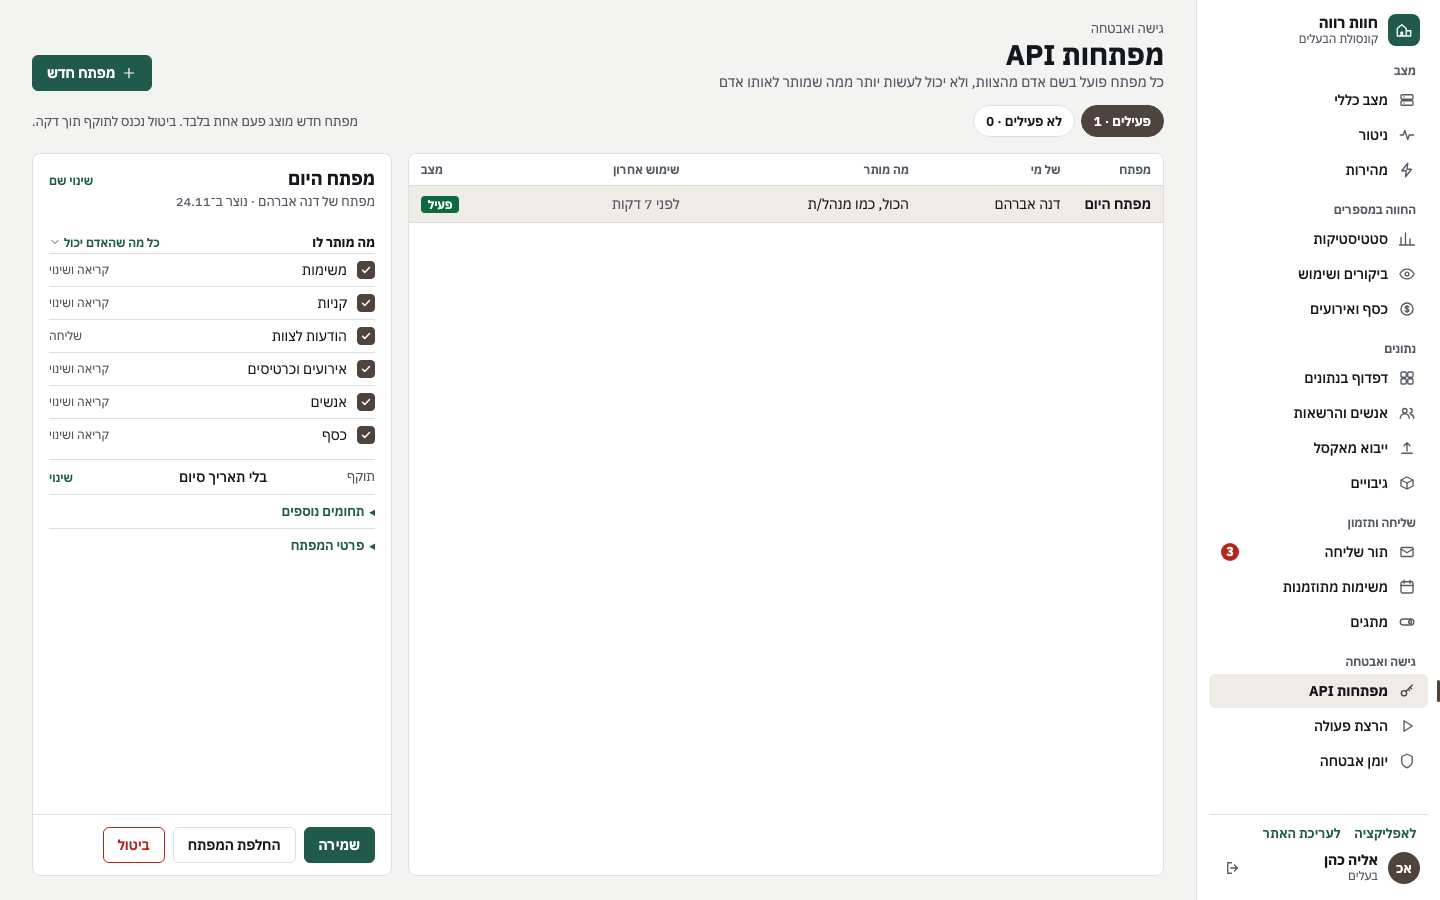 חוות רווה
קונסולת הבעלים
מצב
מצב כללי
ניטור
מהירות
החווה במספרים
סטטיסטיקות
ביקורים ושימוש
כסף ואירועים
נתונים
דפדוף בנתונים
אנשים והרשאות
ייבוא מאקסל
גיבויים
שליחה ותזמון
תור שליחה 3
משימות מתוזמנות
מתגים
גישה ואבטחה
מפתחות API
הרצת פעולה
יומן אבטחה
לאפליקציה לעריכת האתר
אכ
אליה כהן
בעלים
גישה ואבטחה
מפתחות API
כל מפתח פועל בשם אדם מהצוות, ולא יכול לעשות יותר ממה שמותר לאותו אדם
+ מפתח חדש
פעילים · 1 לא פעילים · 0
מפתח חדש מוצג פעם אחת בלבד. ביטול נכנס לתוקף תוך דקה.
מפתח של מי מה מותר שימוש אחרון מצב
מפתח היום דנה אברהם הכול, כמו מנהל/ת לפני 7 דקות פעיל
מפתח היום שינוי שם
מפתח של דנה אברהם · נוצר ב־24.11
מה מותר לו כל מה שהאדם יכול
משימות קריאה ושינוי
קניות קריאה ושינוי
הודעות לצוות שליחה
אירועים וכרטיסים קריאה ושינוי
אנשים קריאה ושינוי
כסף קריאה ושינוי
תוקף בלי תאריך סיום שינוי
תחומים נוספים
פרטי המפתח
שמירה החלפת המפתח ביטול